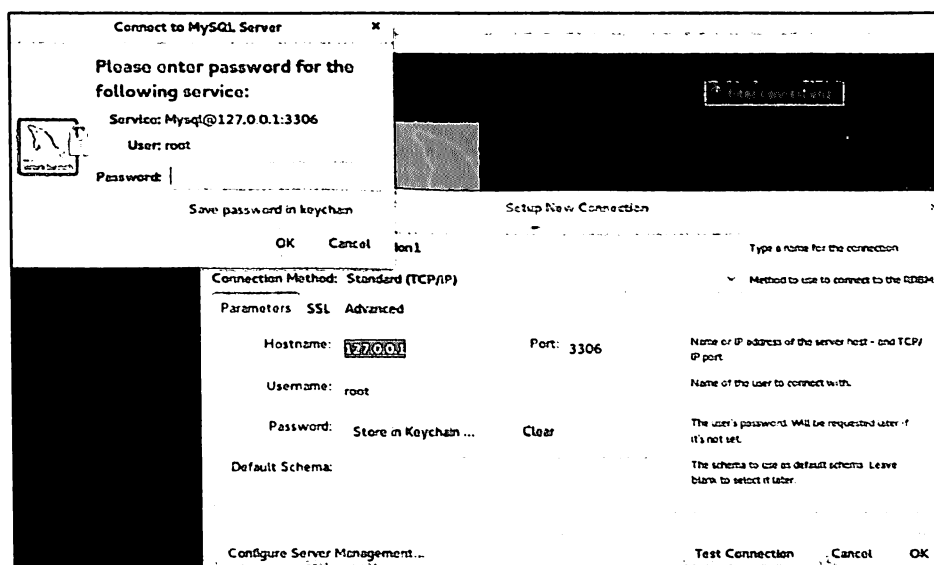 Connect to MySQL Server ×
Please enter password for the
following service:
Service: Mysql@127.0.0.1:3306
User: root
Password:
Save password in keychain
OK Cancel
Filter connections
Setup New Connection
ion1
Type a name for the connection
Connection Method: Standard (TCP/IP)
Method to use to connect to the RDBM
Parameters SSL Advanced
Hostname: 127.0.0.1 Port: 3306
Name or IP address of the server host - and TCP/
IP port
Username: root
Name of the user to connect with.
Password: Store in Keychain ... Clear
The user's password. Will be requested later if
it's not set.
Default Schema:
The schema to use as default schema. Leave
blank to select it later.
Configure Server Management...
Test Connection Cancel OK